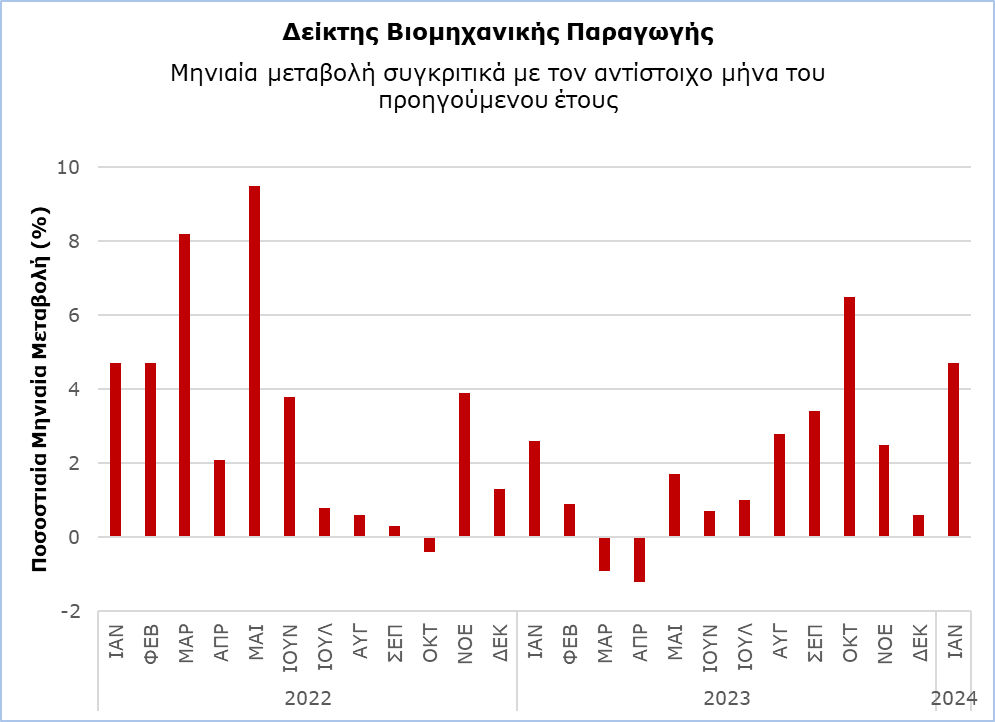 Δείκτης Βιομηχανικής Παραγωγής
Μηνιαία μεταβολή συγκριτικά με τον αντίστοιχο μήνα του
προηγούμενου έτους
Ποσοστιαία Μηνιαία Μεταβολή (%)
10
8
6
4
2
0
-2
ΙΑΝ
ΦΕΒ
ΜΑΡ
ΑΠΡ
ΜΑΙ
ΙΟΥΝ
ΙΟΥΛ
ΑΥΓ
ΣΕΠ
ΟΚΤ
ΝΟΕ
ΔΕΚ
ΙΑΝ
ΦΕΒ
ΜΑΡ
ΑΠΡ
ΜΑΙ
ΙΟΥΝ
ΙΟΥΛ
ΑΥΓ
ΣΕΠ
ΟΚΤ
ΝΟΕ
ΔΕΚ
ΙΑΝ
2022
2023
2024